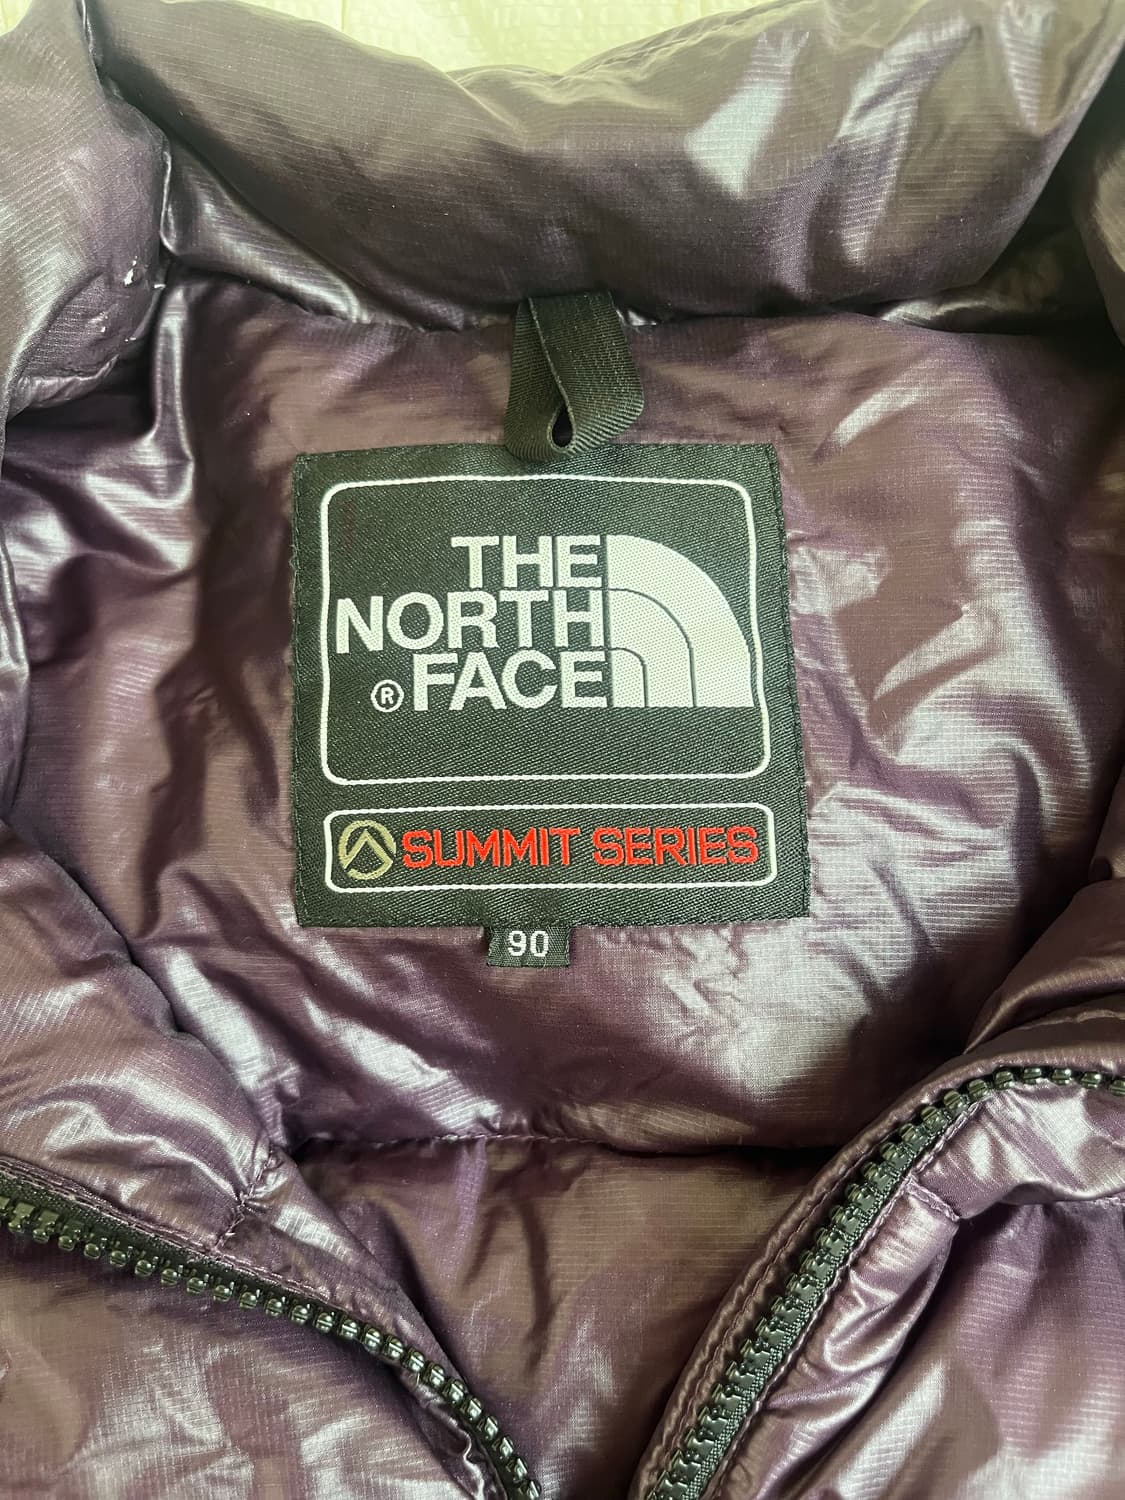 THE
NORTH
® FACE
SUMMIT SERIES
90